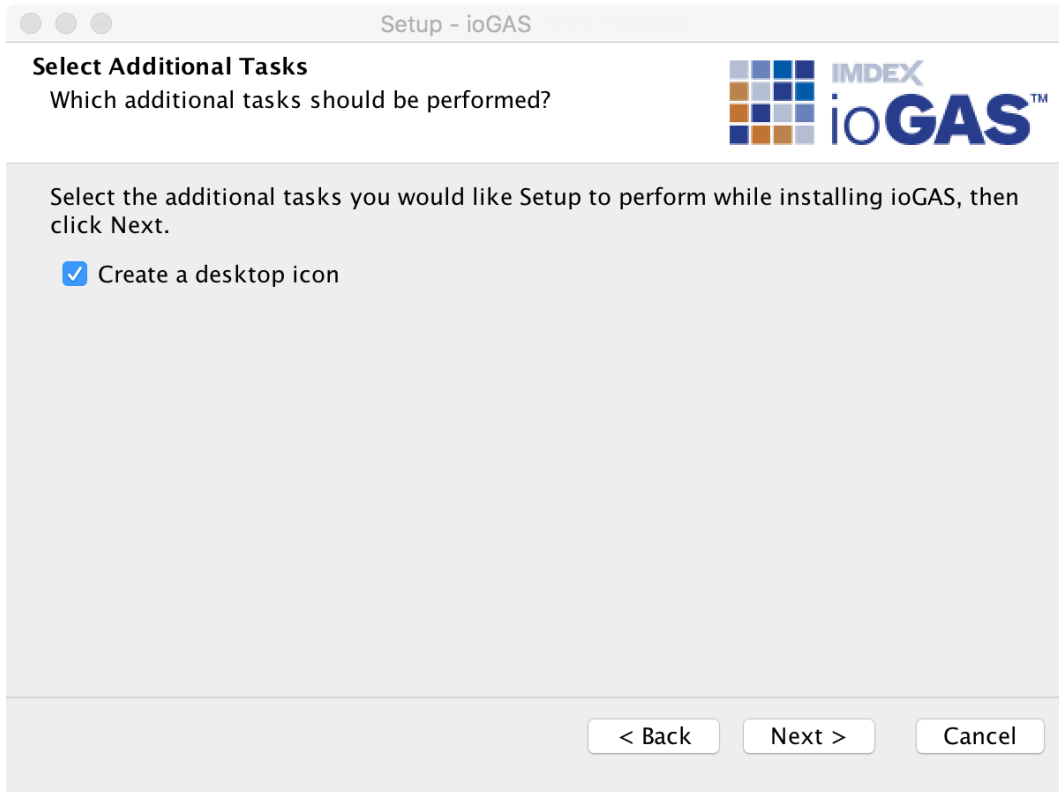 Setup - ioGAS
Select Additional Tasks
Which additional tasks should be performed?
IMDEX
ioGAS™
Select the additional tasks you would like Setup to perform while installing ioGAS, then
click Next.
Create a desktop icon
< Back
Next >
Cancel